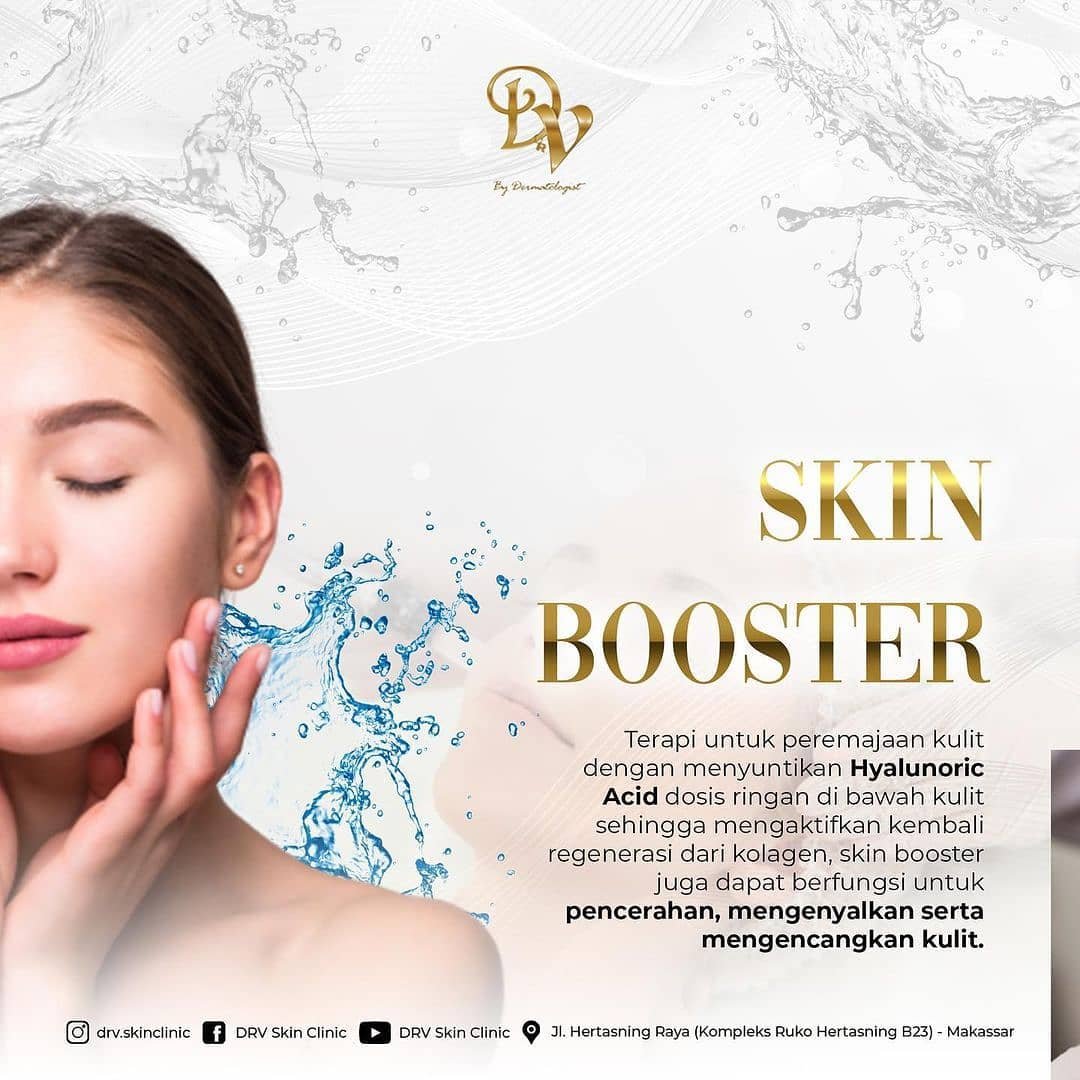 DRV
By Dermatologist
SKIN
BOOSTER
Terapi untuk peremajaan kulit
dengan menyuntikan Hyalunoric
Acid dosis ringan di bawah kulit
sehingga mengaktifkan kembali
regenerasi dari kolagen, skin booster
juga dapat berfungsi untuk
pencerahan, mengenyalkan serta
mengencangkan kulit.
drv.skinclinic DRV Skin Clinic DRV Skin Clinic Jl. Hertasning Raya (Kompleks Ruko Hertasning B23) - Makassar